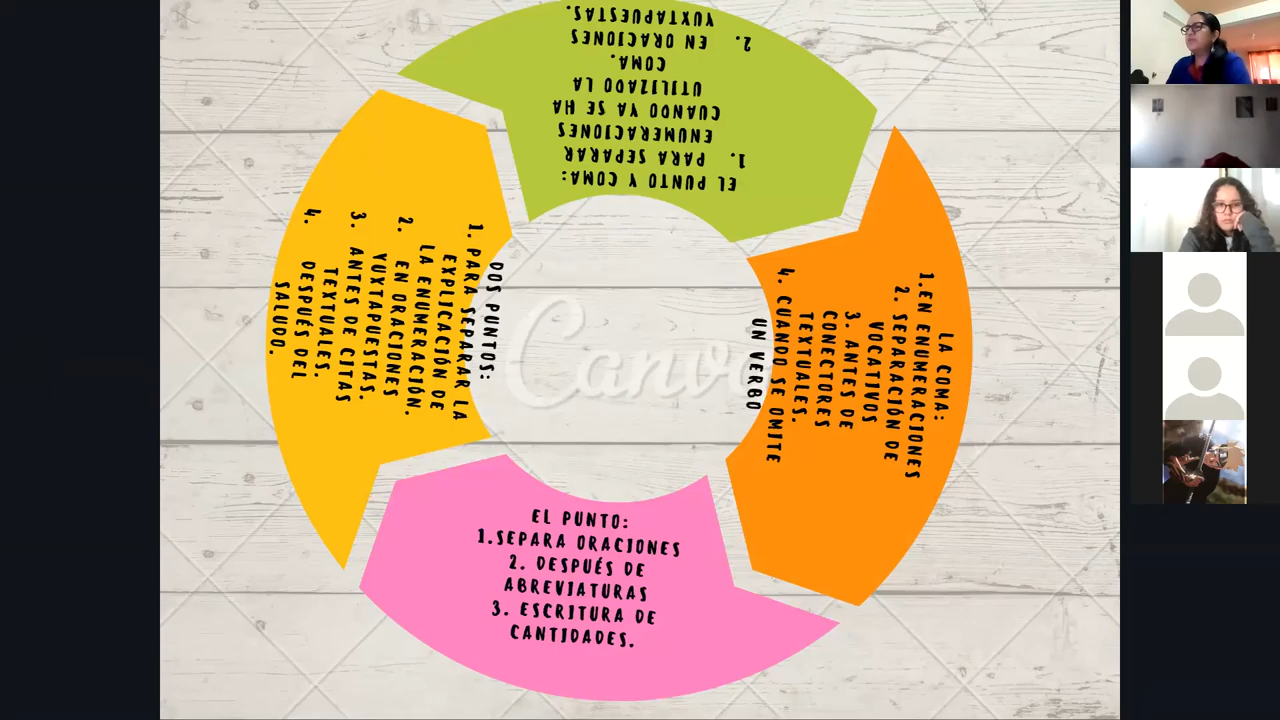 EL PUNTO Y COMA:
1. PARA SEPARAR
ENUMERACIONES
CUANDO YA SE HA
UTILIZADO LA
COMA.
2. EN ORACIONES
YUXTAPUESTAS.
LA COMA:
1.EN ENUMERACIONES
2. SEPARACIÓN DE
VOCATIVOS
3. ANTES DE
CONECTORES
TEXTUALES.
4. CUANDO SE OMITE
UN VERBO
EL PUNTO:
1.SEPARA ORACIONES
2. DESPUÉS DE
ABREVIATURAS
3. ESCRITURA DE
CANTIDADES.
DOS PUNTOS:
1. PARA SEPARAR LA
EXPLICACIÓN DE
LA ENUMERACIÓN.
2. EN ORACIONES
YUXTAPUESTAS.
3. ANTES DE CITAS
TEXTUALES.
4. DESPUÉS DEL
SALUDO.
Canva